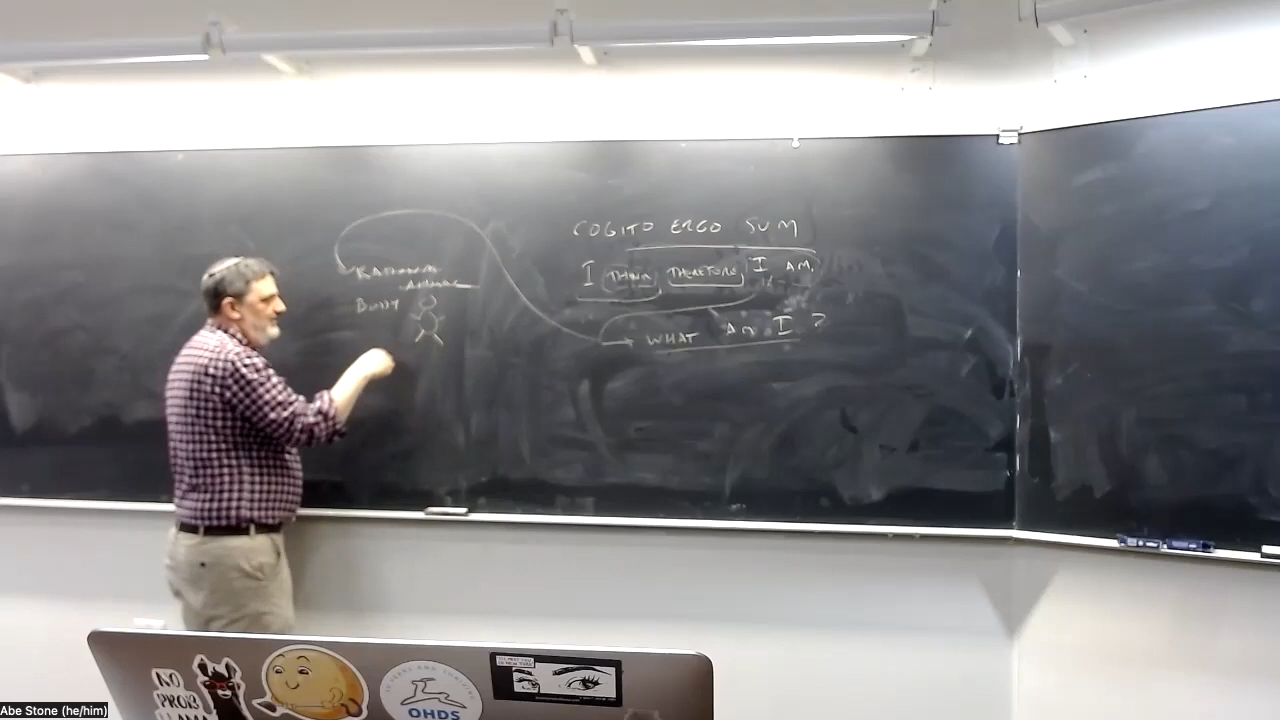 COGITO ERGO SUM
I THINK THEREFORE I AM.
WHAT AM I ?
RATIONAL
ANIMAL
BODY
NO
PROB
LLAMA
OHDS
Abe Stone (he/him)